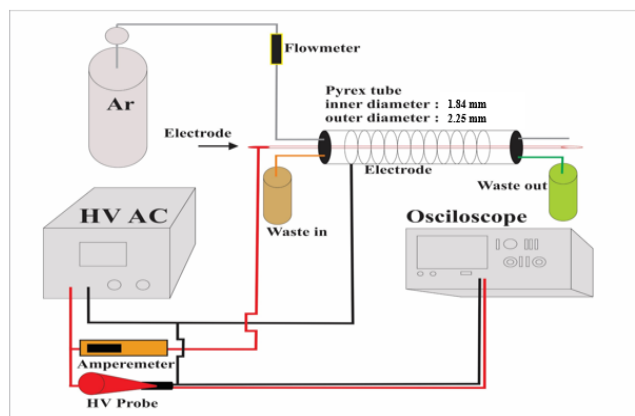 Flowmeter
Ar
Pyrex tube
inner diameter : 1.84 mm
outer diameter : 2.25 mm
Electrode
Electrode
Waste out
Waste in
HV AC
Osciloscope
Amperemeter
HV Probe